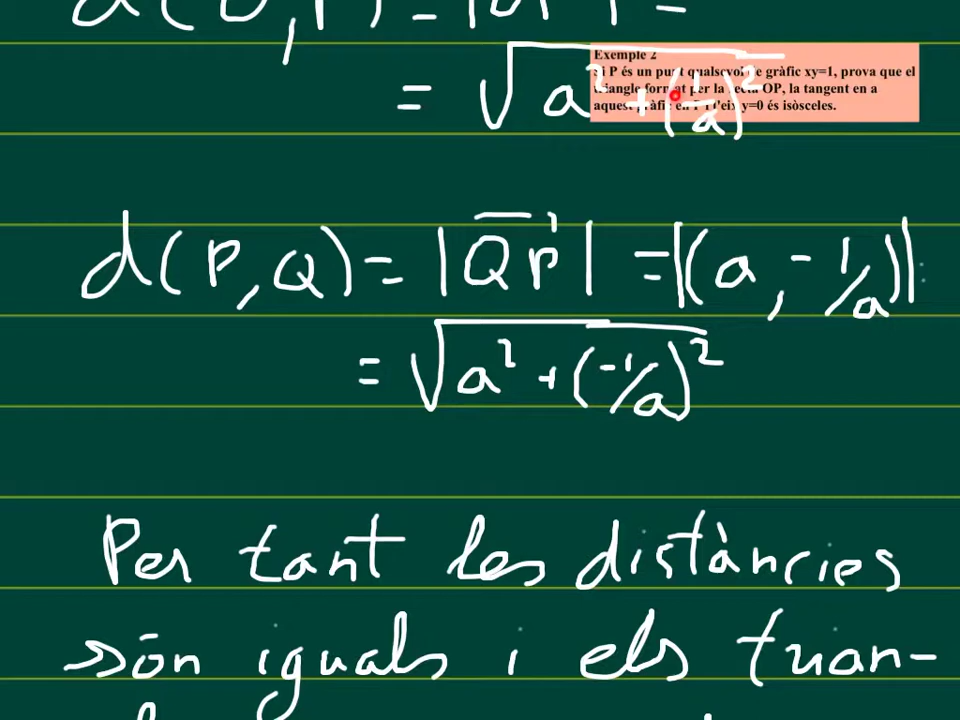 d(O,P) = |OP| =
= √a² + (1/a)²
Exemple 2
Si P és un punt qualsevol de gràfic xy=1, prova que el
triangle format per la recta OP, la tangent en a
aquest gràfic en P i l'eix y=0 és isòsceles.
d(P,Q) = |QP| = |(a, -1/a)|
= √a² + (-1/a)²
Per tant les distàncies
són iguals i els trian-